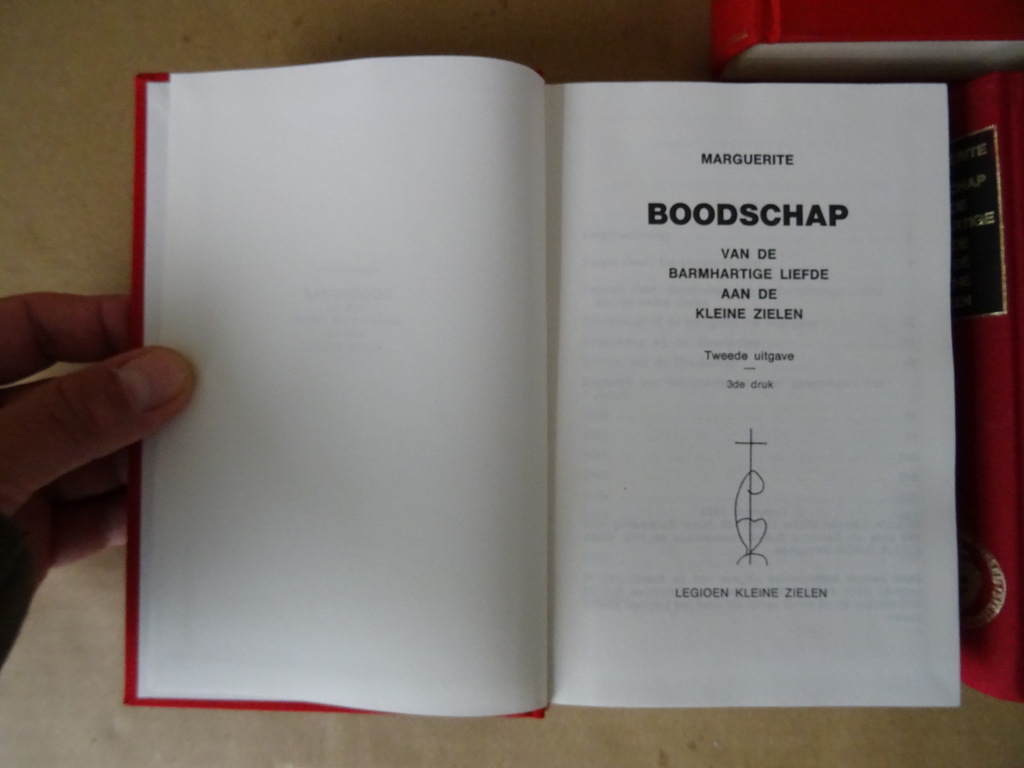 MARGUERITE
BOODSCHAP
VAN DE
BARMHARTIGE LIEFDE
AAN DE
KLEINE ZIELEN
Tweede uitgave
3de druk
LEGIOEN KLEINE ZIELEN